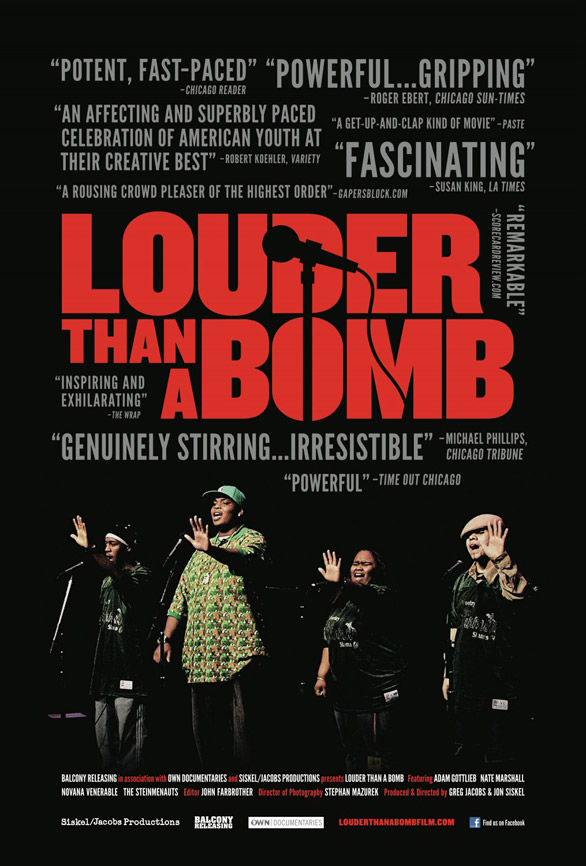 “POTENT, FAST-PACED”
–CHICAGO READER
“POWERFUL...GRIPPING”
–ROGER EBERT, CHICAGO SUN-TIMES
“AN AFFECTING AND SUPERBLY PACED
CELEBRATION OF AMERICAN YOUTH AT
THEIR CREATIVE BEST” –ROBERT KOEHLER, VARIETY
“A GET-UP-AND-CLAP KIND OF MOVIE” –PASTE
“FASCINATING”
–SUSAN KING, LA TIMES
“A ROUSING CROWD PLEASER OF THE HIGHEST ORDER” –GAPERSBLOCK.COM
“REMARKABLE”
–SCORECARDREVIEW.COM
LOUDER
THAN
A BOMB
“INSPIRING AND
EXHILARATING”
–THE WRAP
“GENUINELY STIRRING...IRRESISTIBLE” –MICHAEL PHILLIPS,
CHICAGO TRIBUNE
“POWERFUL” –TIME OUT CHICAGO
BALCONY RELEASING in association with OWN DOCUMENTARIES and SISKEL/JACOBS PRODUCTIONS presents LOUDER THAN A BOMB Featuring ADAM GOTTLIEB NATE MARSHALL
NOVANA VENERABLE THE STEINMENAUTS Editor JOHN FARBROTHER Director of Photography STEPHAN MAZUREK Produced & Directed by GREG JACOBS & JON SISKEL
Siskel/Jacobs Productions
BALCONY
RELEASING
OWN DOCUMENTARIES
LOUDERTHANABOMBFILM.COM
f Find us on Facebook